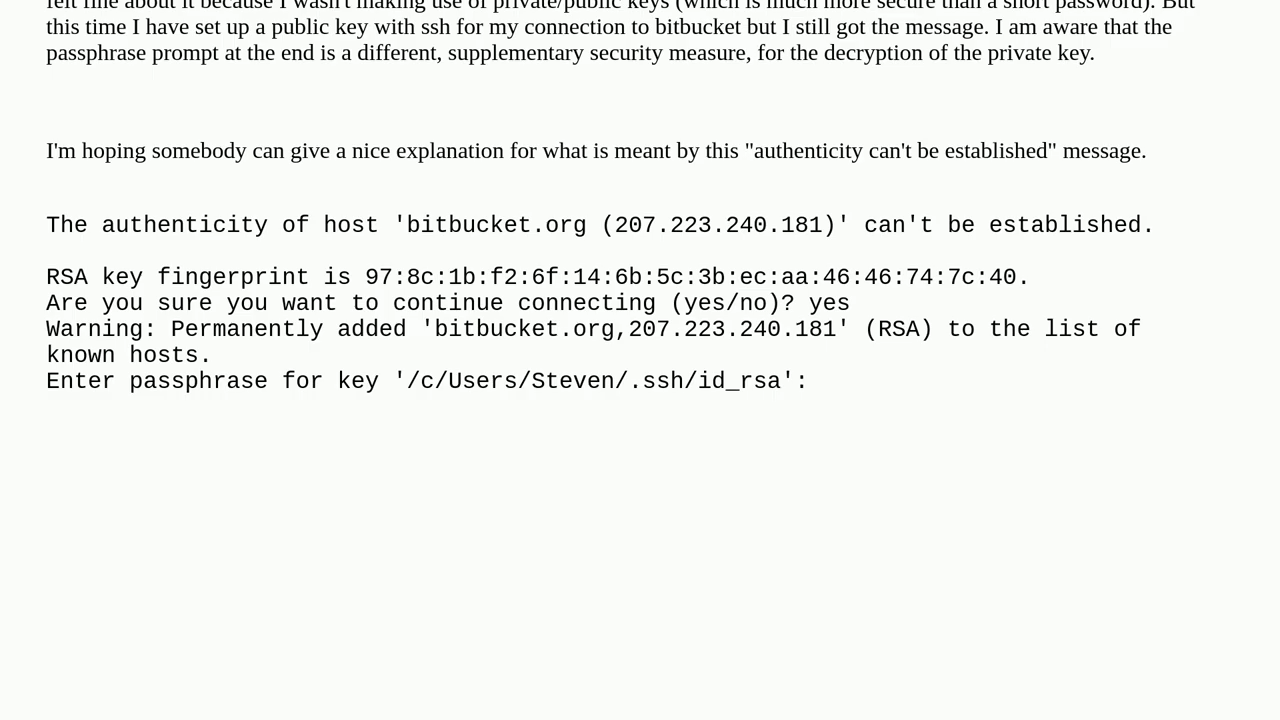 felt fine about it because I wasn't making use of private/public keys (which is much more secure than a short password). But
this time I have set up a public key with ssh for my connection to bitbucket but I still got the message. I am aware that the
passphrase prompt at the end is a different, supplementary security measure, for the decryption of the private key.
I'm hoping somebody can give a nice explanation for what is meant by this "authenticity can't be established" message.
The authenticity of host 'bitbucket.org (207.223.240.181)' can't be established.
RSA key fingerprint is 97:8c:1b:f2:6f:14:6b:5c:3b:ec:aa:46:46:74:7c:40.
Are you sure you want to continue connecting (yes/no)? yes
Warning: Permanently added 'bitbucket.org,207.223.240.181' (RSA) to the list of
known hosts.
Enter passphrase for key '/c/Users/Steven/.ssh/id_rsa':